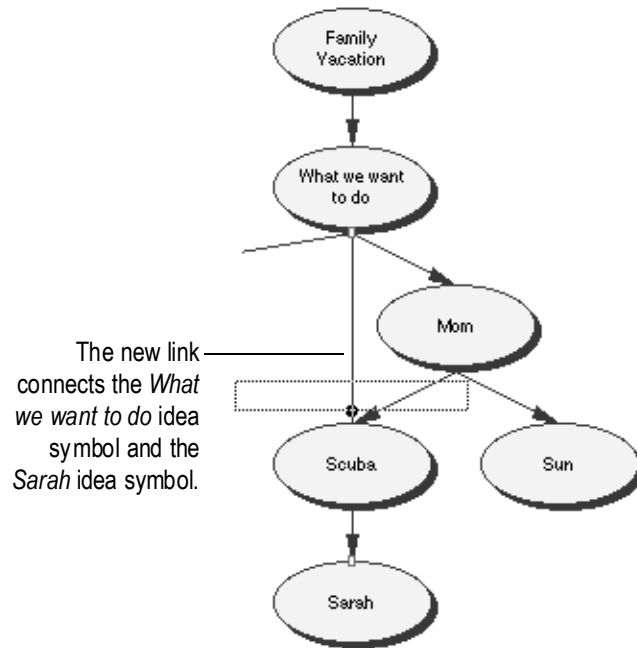 Family
Vacation
What we want
to do
Mom
The new link
connects the What
we want to do idea
symbol and the
Sarah idea symbol.
Scuba
Sun
Sarah